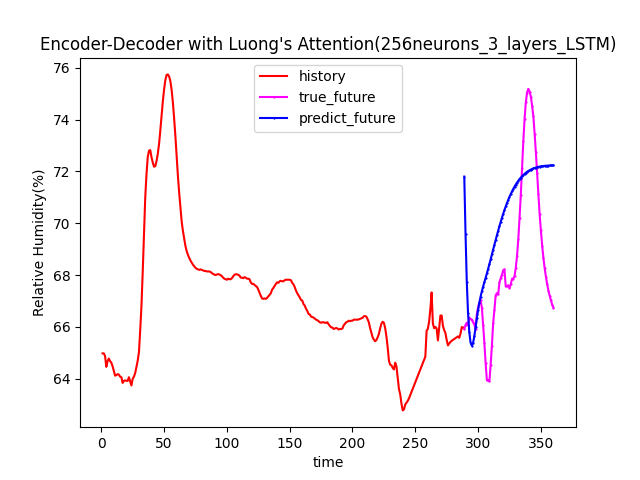 Encoder-Decoder with Luong's Attention(256neurons_3_layers_LSTM)
history
true_future
predict_future
Relative Humidity(%)
76
74
72
70
68
66
64
0 50 100 150 200 250 300 350
time